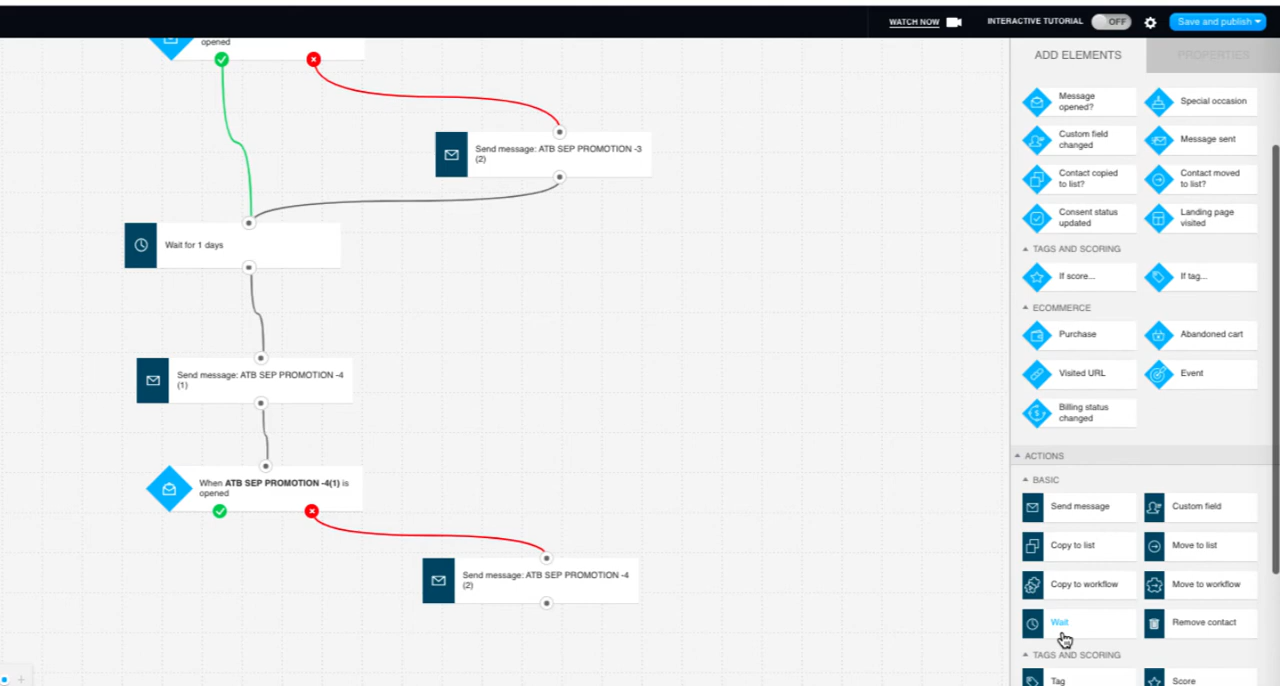 WATCH NOW
INTERACTIVE TUTORIAL
OFF
Save and publish
ADD ELEMENTS
PROPERTIES
opened
Send message: ATB SEP PROMOTION -3
(2)
Wait for 1 days
Send message: ATB SEP PROMOTION -4
(1)
When ATB SEP PROMOTION -4(1) is
opened
Send message: ATB SEP PROMOTION -4
(2)
Message
opened?
Special occasion
Custom field
changed
Message sent
Contact copied
to list?
Contact moved
to list?
Consent status
updated
Landing page
visited
TAGS AND SCORING
If score...
If tag...
ECOMMERCE
Purchase
Abandoned cart
Visited URL
Event
Billing status
changed
ACTIONS
BASIC
Send message
Custom field
Copy to list
Move to list
Copy to workflow
Move to workflow
Wait
Remove contact
TAGS AND SCORING
Tag
Score